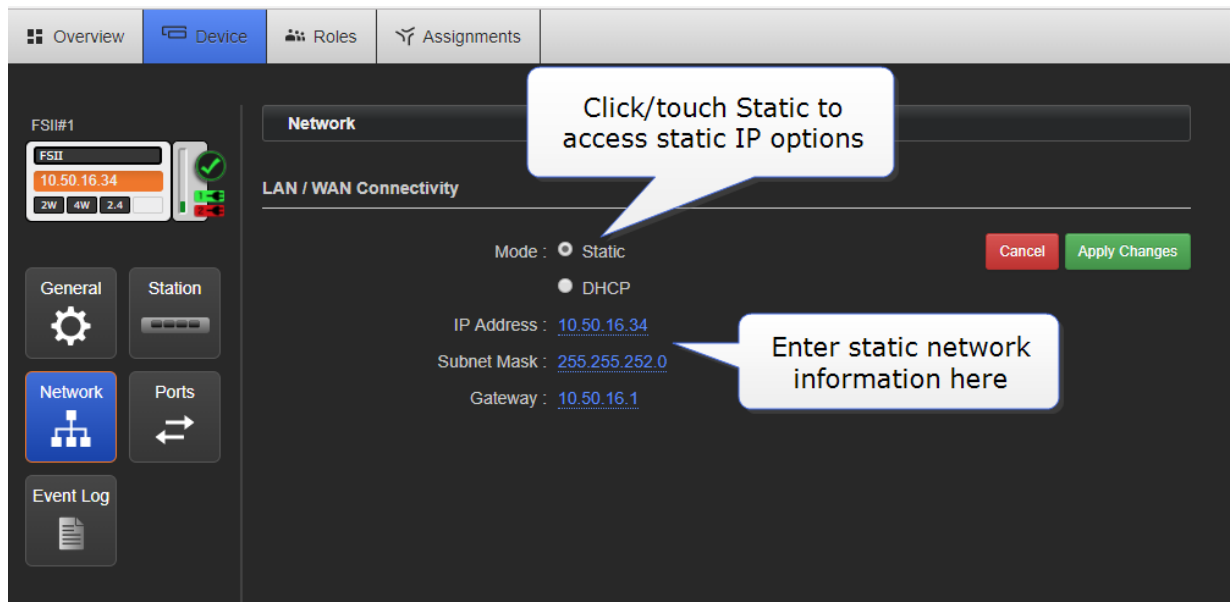 Overview
Device
Roles
Assignments
Click/touch Static to
access static IP options
FSII#1
FSII
10.50.16.34
2W 4W 2.4
1
2
General
Station
Network
Ports
Event Log
Network
LAN / WAN Connectivity
Mode : Static
DHCP
Cancel
Apply Changes
IP Address : 10.50.16.34
Subnet Mask : 255.255.252.0
Gateway : 10.50.16.1
Enter static network
information here